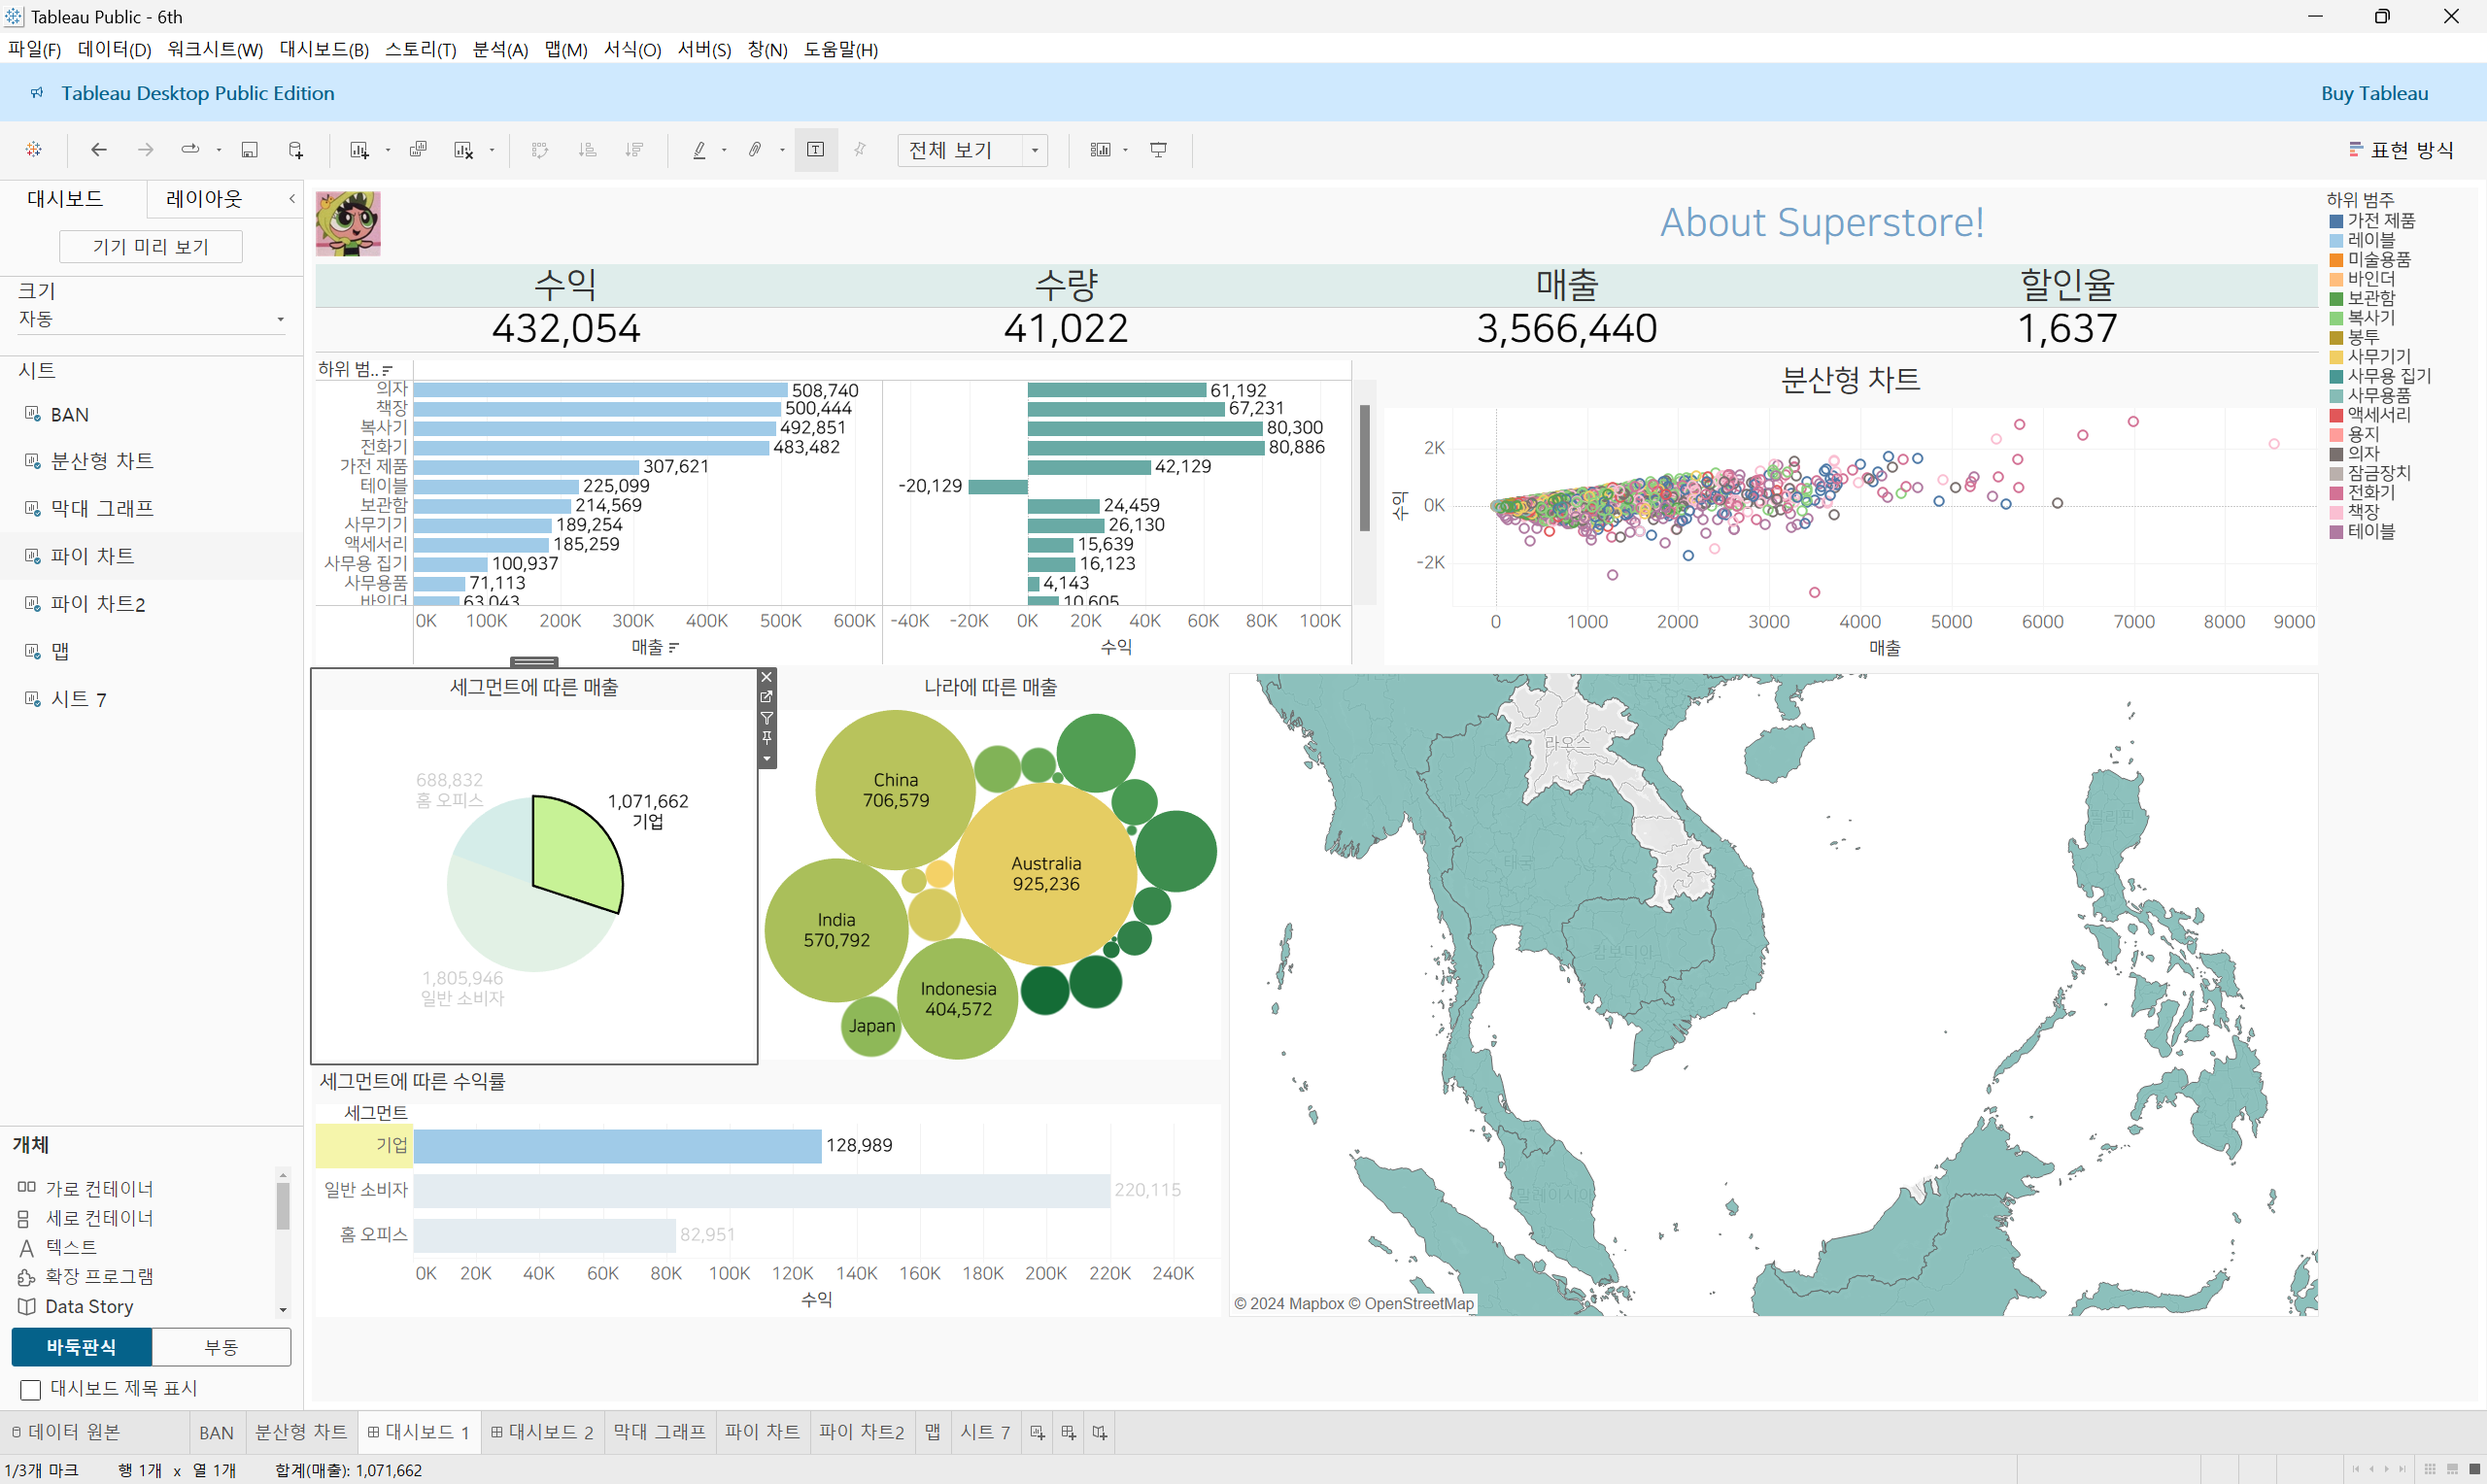 Tableau Public - 6th
파일(F) 데이터(D) 워크시트(W) 대시보드(B) 스토리(T) 분석(A) 맵(M) 서식(O) 서버(S) 창(N) 도움말(H)
Tableau Desktop Public Edition
Buy Tableau
전체 보기
표현 방식
대시보드
레이아웃
기기 미리 보기
크기
자동
시트
BAN
분산형 차트
막대 그래프
파이 차트
파이 차트2
맵
시트 7
개체
가로 컨테이너
세로 컨테이너
텍스트
확장 프로그램
Data Story
바둑판식
부동
대시보드 제목 표시
About Superstore!
수익 수량 매출 할인율
432,054 41,022 3,566,440 1,637
하위 범..
의자 508,740 61,192
책장 500,444 67,231
복사기 492,851 80,300
전화기 483,482 80,886
가전 제품 307,621 42,129
테이블 225,099 -20,129
보관함 214,569 24,459
사무기기 189,254 26,130
액세서리 185,259 15,639
사무용 집기 100,937 16,123
사무용품 71,113 4,143
바인더 63,043 10,605
0K 100K 200K 300K 400K 500K 600K -40K -20K 0K 20K 40K 60K 80K 100K
매출 수익
분산형 차트
수익
2K
0K
-2K
0 1000 2000 3000 4000 5000 6000 7000 8000 9000
매출
하위 범주
가전 제품
레이블
미술용품
바인더
보관함
복사기
봉투
사무기기
사무용 집기
사무용품
액세서리
용지
의자
잠금장치
전화기
책장
테이블
세그먼트에 따른 매출
688,832
홈 오피스
1,071,662
기업
1,805,946
일반 소비자
나라에 따른 매출
China
706,579
Australia
925,236
India
570,792
Indonesia
404,572
Japan
라오스
태국
캄보디아
필리핀
말레이시아
© 2024 Mapbox © OpenStreetMap
세그먼트에 따른 수익률
세그먼트
기업 128,989
일반 소비자 220,115
홈 오피스 82,951
0K 20K 40K 60K 80K 100K 120K 140K 160K 180K 200K 220K 240K
수익
데이터 원본 BAN 분산형 차트 대시보드 1 대시보드 2 막대 그래프 파이 차트 파이 차트2 맵 시트 7
1/3개 마크 행 1개 x 열 1개 합계(매출): 1,071,662